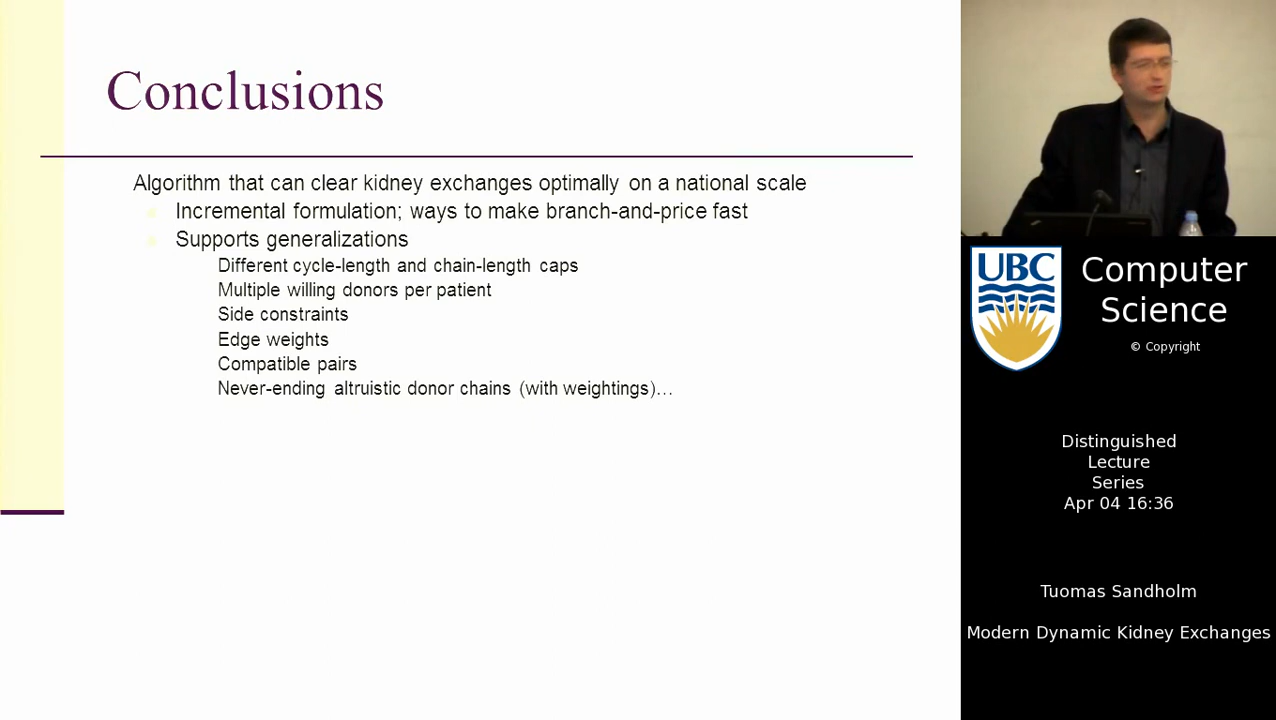 Conclusions
Algorithm that can clear kidney exchanges optimally on a national scale
Incremental formulation; ways to make branch-and-price fast
Supports generalizations
Different cycle-length and chain-length caps
Multiple willing donors per patient
Side constraints
Edge weights
Compatible pairs
Never-ending altruistic donor chains (with weightings)…
UBC
Computer
Science
© Copyright
Distinguished
Lecture
Series
Apr 04 16:36
Tuomas Sandholm
Modern Dynamic Kidney Exchanges